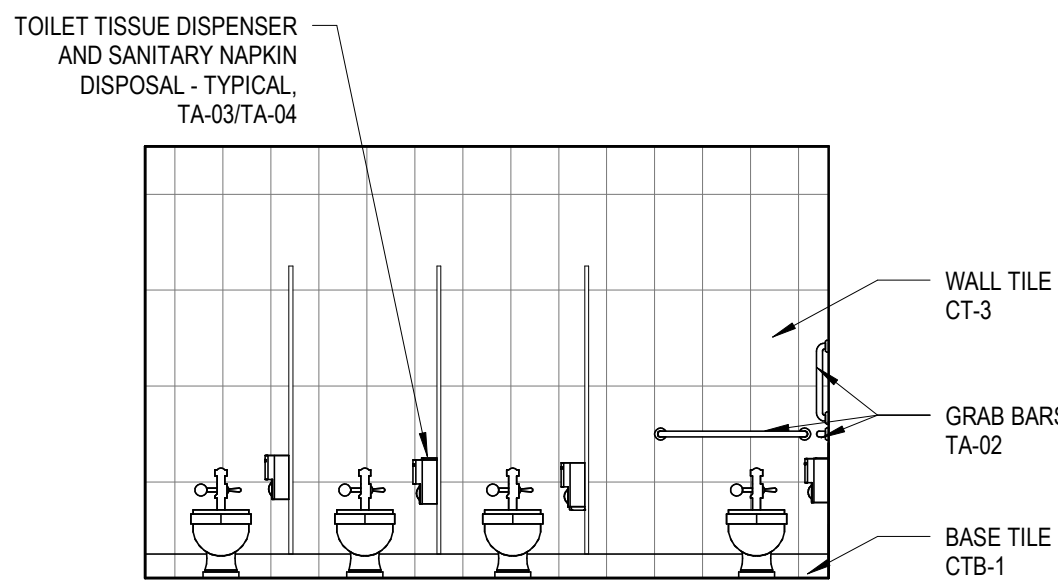 TOILET TISSUE DISPENSER
AND SANITARY NAPKIN
DISPOSAL - TYPICAL,
TA-03/TA-04
WALL TILE
CT-3
GRAB BARS
TA-02
BASE TILE
CTB-1